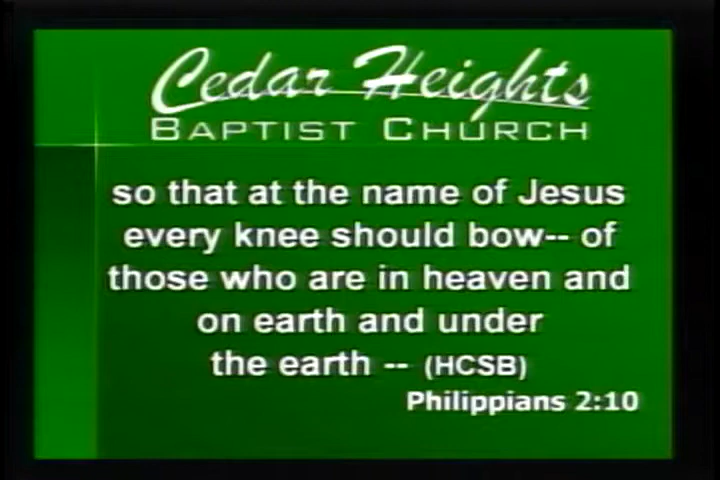 Cedar Heights
BAPTIST CHURCH
so that at the name of Jesus
every knee should bow-- of
those who are in heaven and
on earth and under
the earth -- (HCSB)
Philippians 2:10